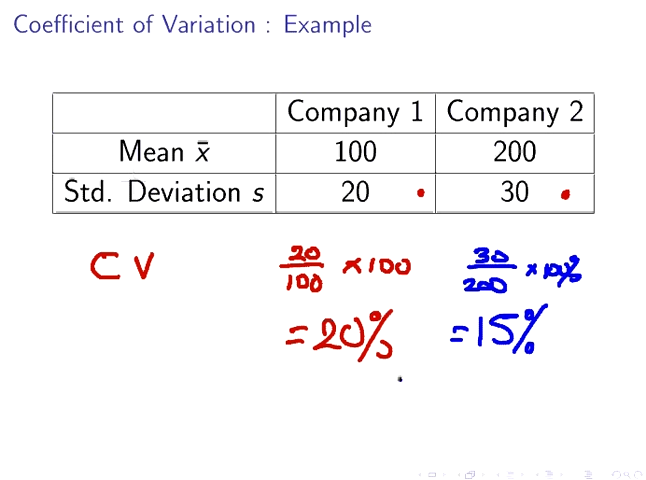 Coefficient of Variation : Example
Company 1 Company 2
Mean x̄ 100 200
Std. Deviation s 20 30
CV 20/100 × 100 30/200 × 100%
= 20% = 15%